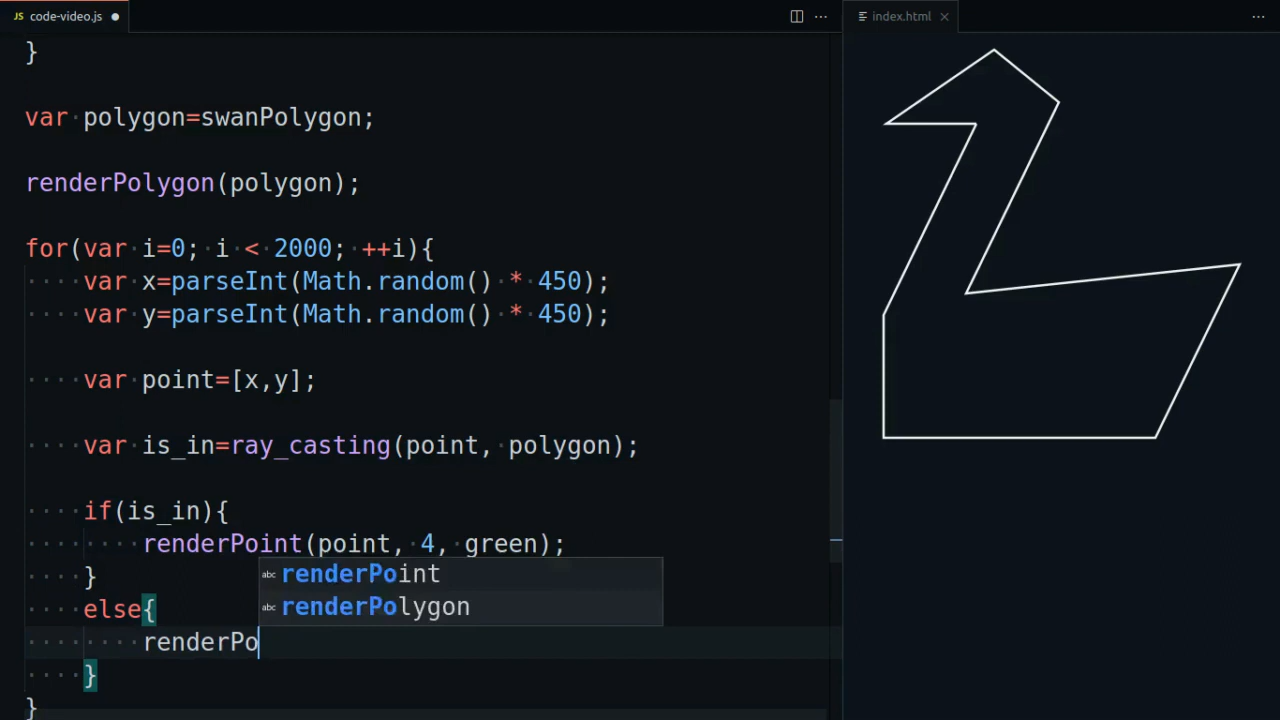 JS code-video.js
index.html
}
var polygon=swanPolygon;
renderPolygon(polygon);
for(var i=0; i < 2000; ++i){
var x=parseInt(Math.random() * 450);
var y=parseInt(Math.random() * 450);
var point=[x,y];
var is_in=ray_casting(point, polygon);
if(is_in){
renderPoint(point, 4, green);
}
abc renderPoint
else{
abc renderPolygon
renderPo
}
}